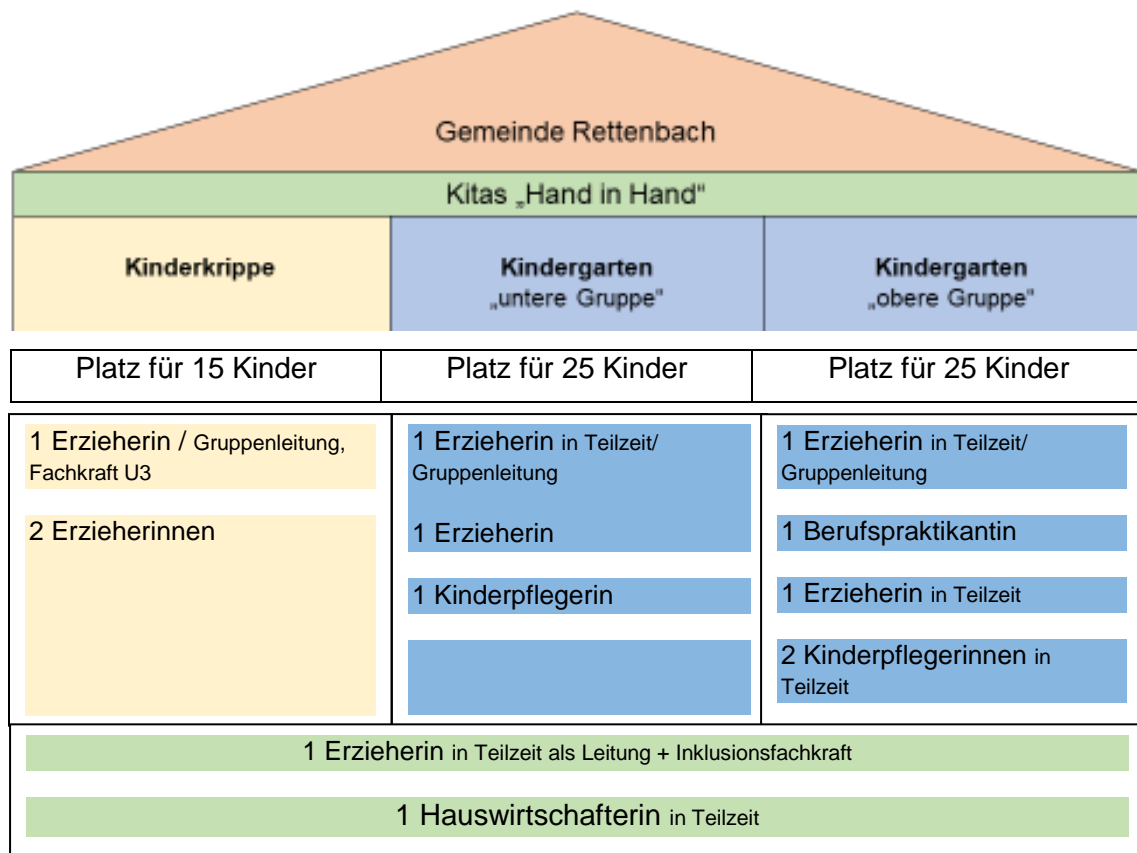 Gemeinde Rettenbach
Kitas „Hand in Hand"
Kinderkrippe
Kindergarten
„untere Gruppe"
Kindergarten
„obere Gruppe"
Platz für 15 Kinder
Platz für 25 Kinder
Platz für 25 Kinder
1 Erzieherin / Gruppenleitung,
Fachkraft U3
2 Erzieherinnen
1 Erzieherin in Teilzeit/
Gruppenleitung
1 Erzieherin
1 Kinderpflegerin
1 Erzieherin in Teilzeit/
Gruppenleitung
1 Berufspraktikantin
1 Erzieherin in Teilzeit
2 Kinderpflegerinnen in
Teilzeit
1 Erzieherin in Teilzeit als Leitung + Inklusionsfachkraft
1 Hauswirtschafterin in Teilzeit